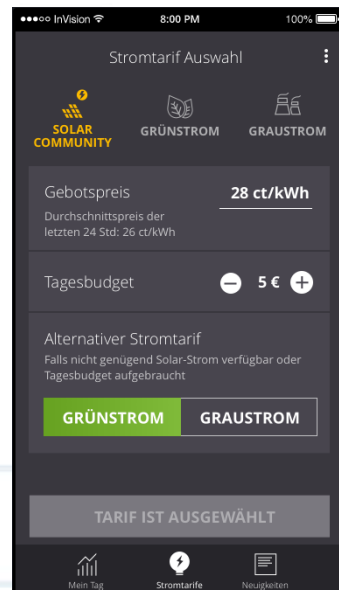 InVision 8:00 PM 100%
Stromtarif Auswahl
SOLAR COMMUNITY
GRÜNSTROM
GRAUSTROM
Gebotspreis 28 ct/kWh
Durchschnittspreis der
letzten 24 Std: 26 ct/kWh
Tagesbudget 5 €
Alternativer Stromtarif
Falls nicht genügend Solar-Strom verfügbar oder
Tagesbudget aufgebraucht
GRÜNSTROM GRAUSTROM
TARIF IST AUSGEWÄHLT
Mein Tag Stromtarife Neuigkeiten